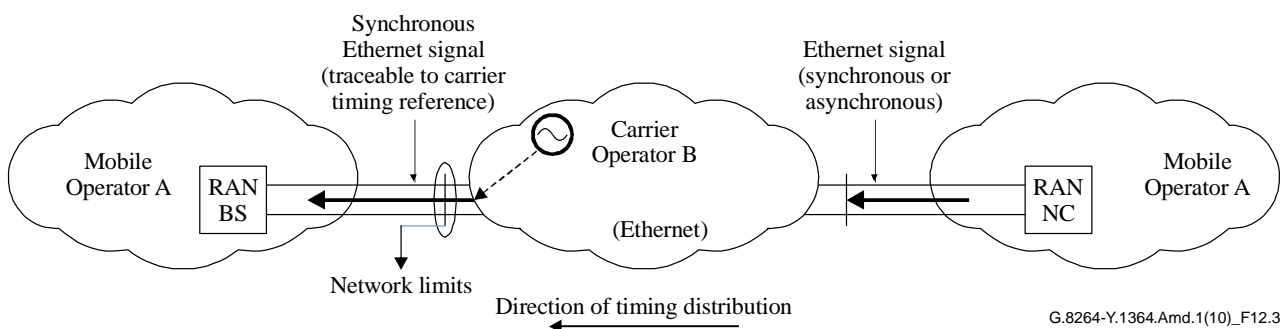 Synchronous
Ethernet signal
(traceable to carrier
timing reference)
Ethernet signal
(synchronous or
asynchronous)
Carrier
Operator B
Mobile
Operator A
RAN
BS
(Ethernet)
RAN
NC
Mobile
Operator A
Network limits
Direction of timing distribution
G.8264-Y.1364.Amd.1(10)_F12.3